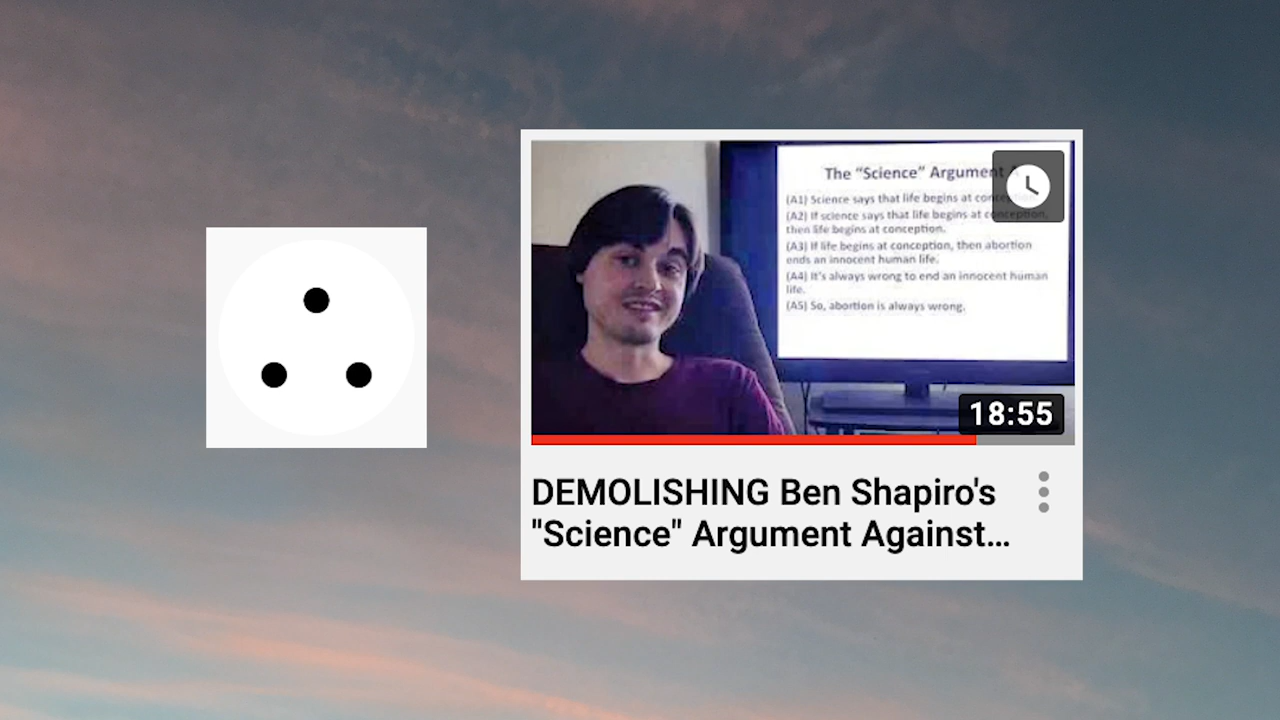 The "Science" Argument
(A1) Science says that life begins at conception.
(A2) If science says that life begins at conception,
then life begins at conception.
(A3) If life begins at conception, then abortion
ends an innocent human life.
(A4) It's always wrong to end an innocent human
life.
(A5) So, abortion is always wrong.
18:55
DEMOLISHING Ben Shapiro's
"Science" Argument Against...